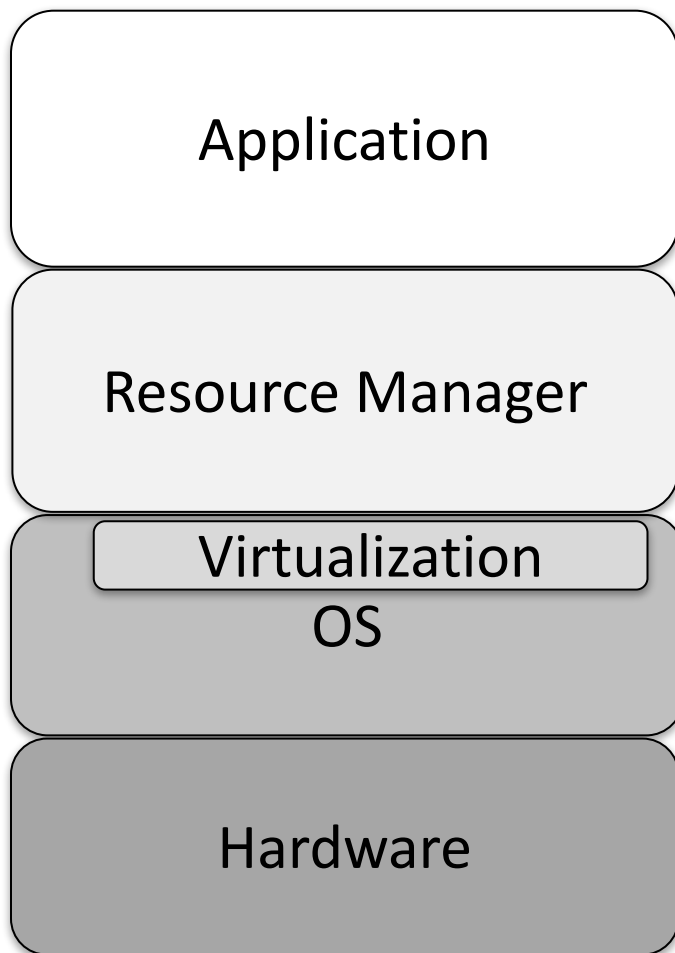 Application
Resource Manager
Virtualization
OS
Hardware